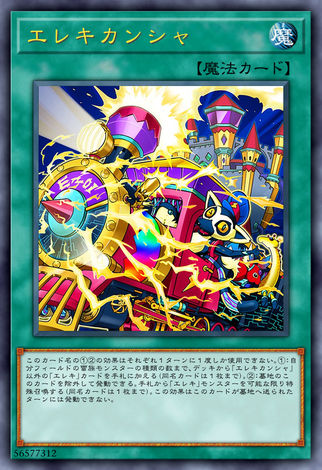 エレキカンシャ
魔
【魔法カード】
このカード名の①②の効果はそれぞれ1ターンに1度しか使用できない。①：自
分フィールドの雷族モンスターの種類の数まで、デッキから「エレキカンシャ」
以外の「エレキ」カードを手札に加える（同名カードは1枚まで）。②：墓地のこ
のカードを除外して発動できる。手札から「エレキ」モンスターを可能な限り特
殊召喚する（同名カードは1枚まで）。この効果はこのカードが墓地へ送られた
ターンには発動できない。
56577312